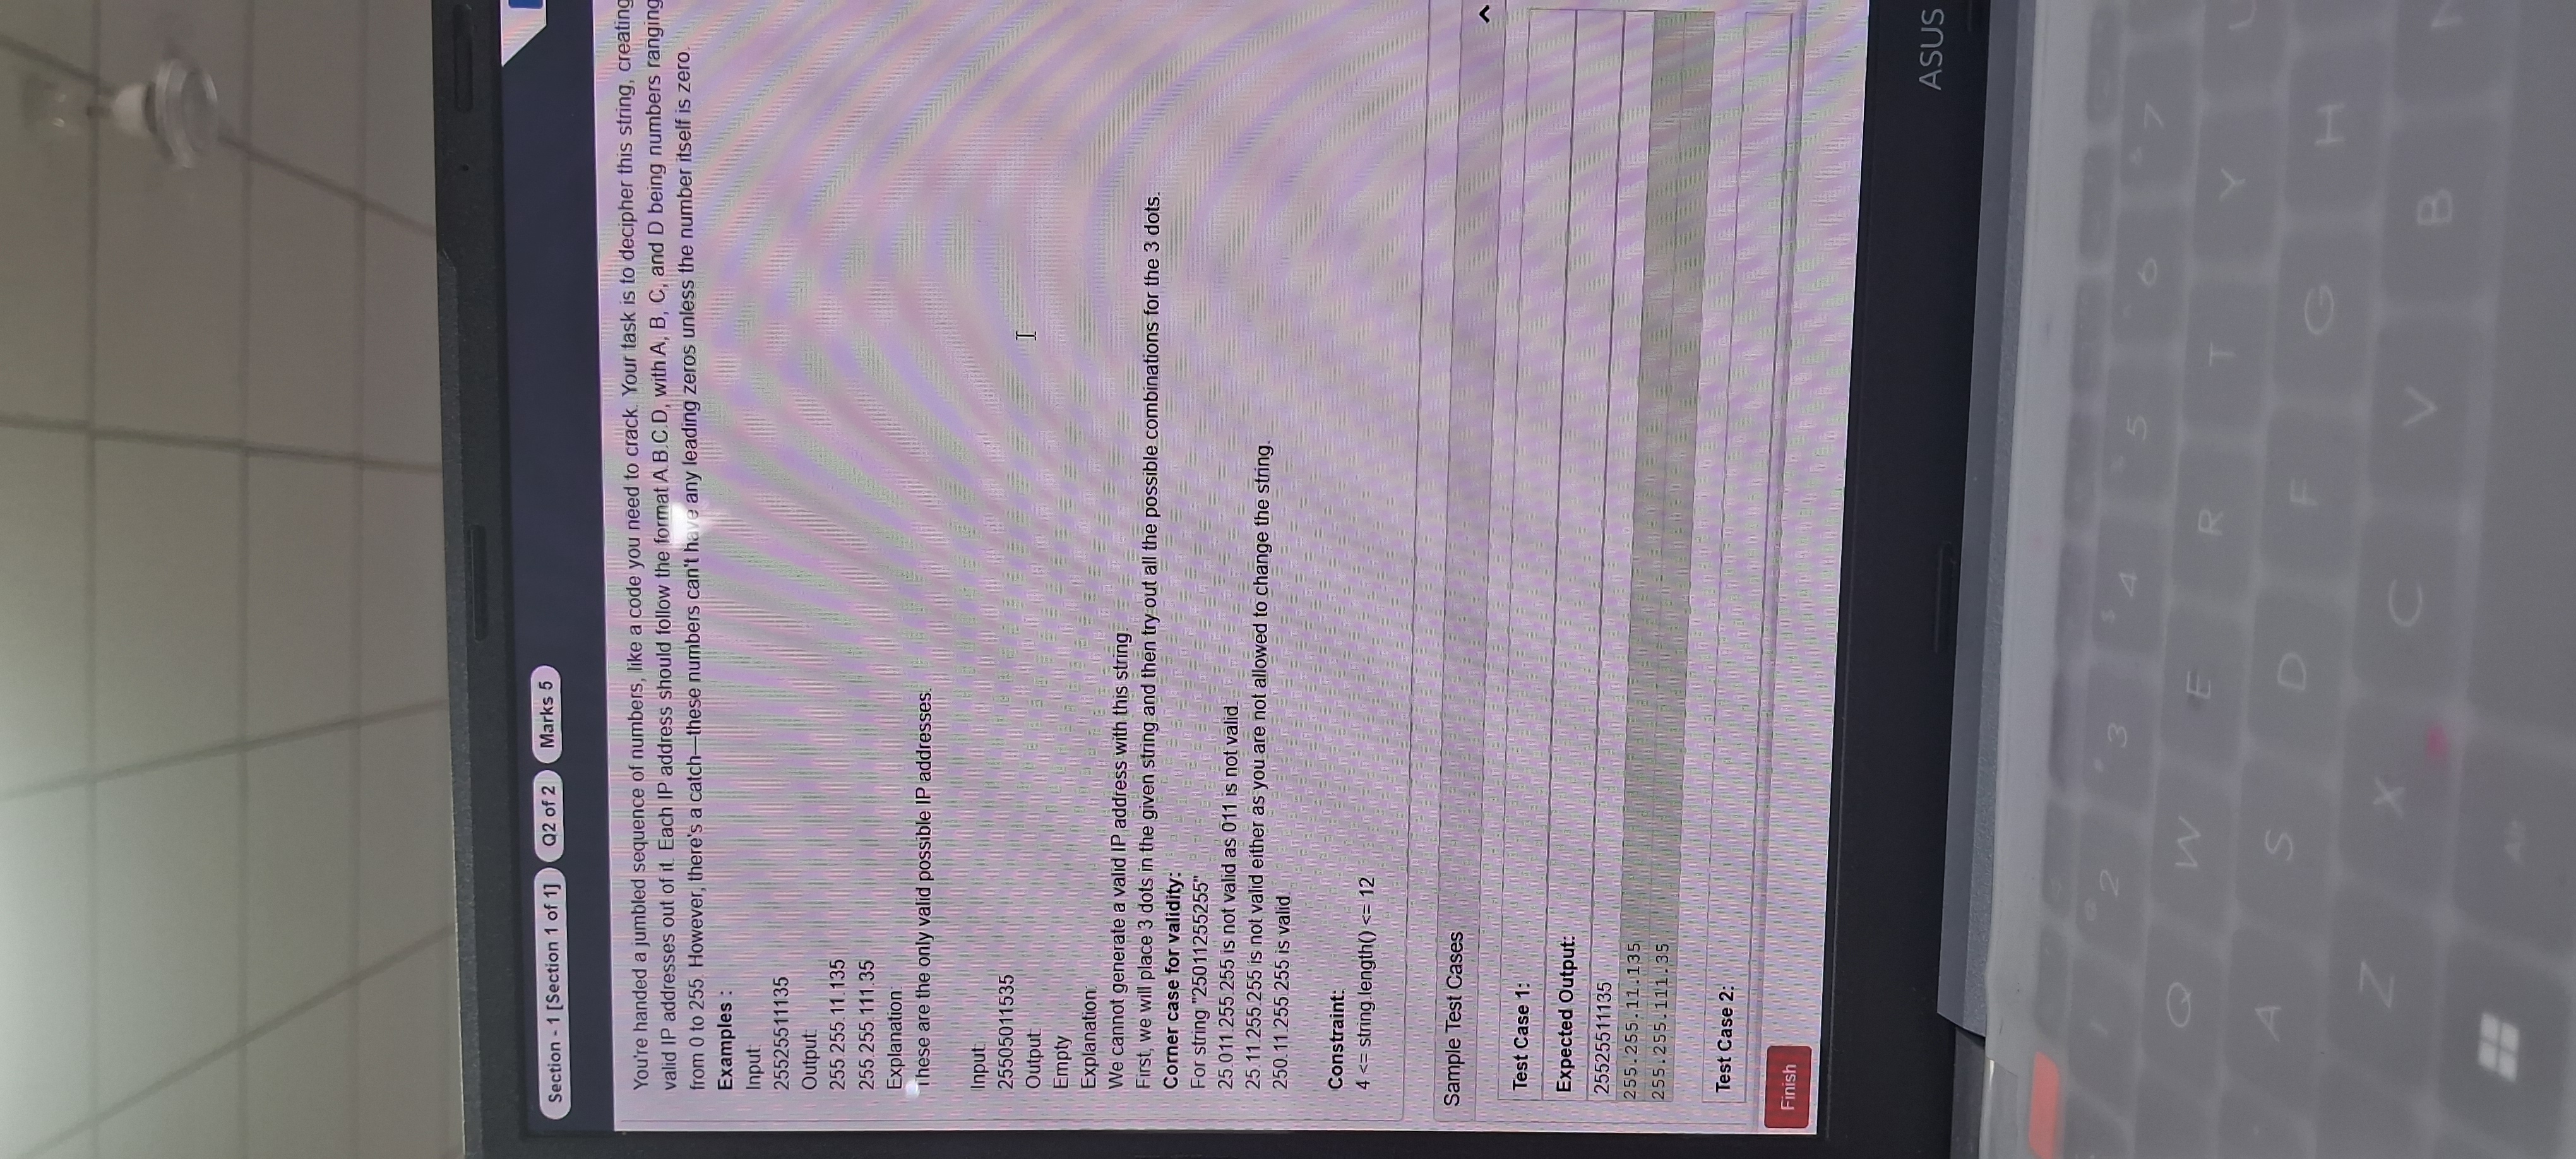 Section - 1 [Section 1 of 1] Q2 of 2 Marks 5
You're handed a jumbled sequence of numbers, like a code you need to crack. Your task is to decipher this string, creating
valid IP addresses out of it. Each IP address should follow the format A.B.C.D, with A, B, C, and D being numbers ranging
from 0 to 255. However, there's a catch—these numbers can't have any leading zeros unless the number itself is zero.
Examples :
Input:
25525511135
Output:
255.255.11.135
255.255.111.35
Explanation:
These are the only valid possible IP addresses.
Input:
25505011535
Output:
Empty
Explanation:
We cannot generate a valid IP address with this string.
First, we will place 3 dots in the given string and then try out all the possible combinations for the 3 dots.
Corner case for validity:
For string "25011255255"
25.011.255.255 is not valid as 011 is not valid.
25.11.255.255 is not valid either as you are not allowed to change the string.
250.11.255.255 is valid.
Constraint:
4 <= string.length() <= 12
Sample Test Cases
Test Case 1:
Expected Output:
25525511135
255.255.11.135
255.255.111.35
Test Case 2:
Finish
ASUS
2 3 $ 4 5 6 7
Q W E R T Y U
A S D F G H
Z X C V B N
Alt